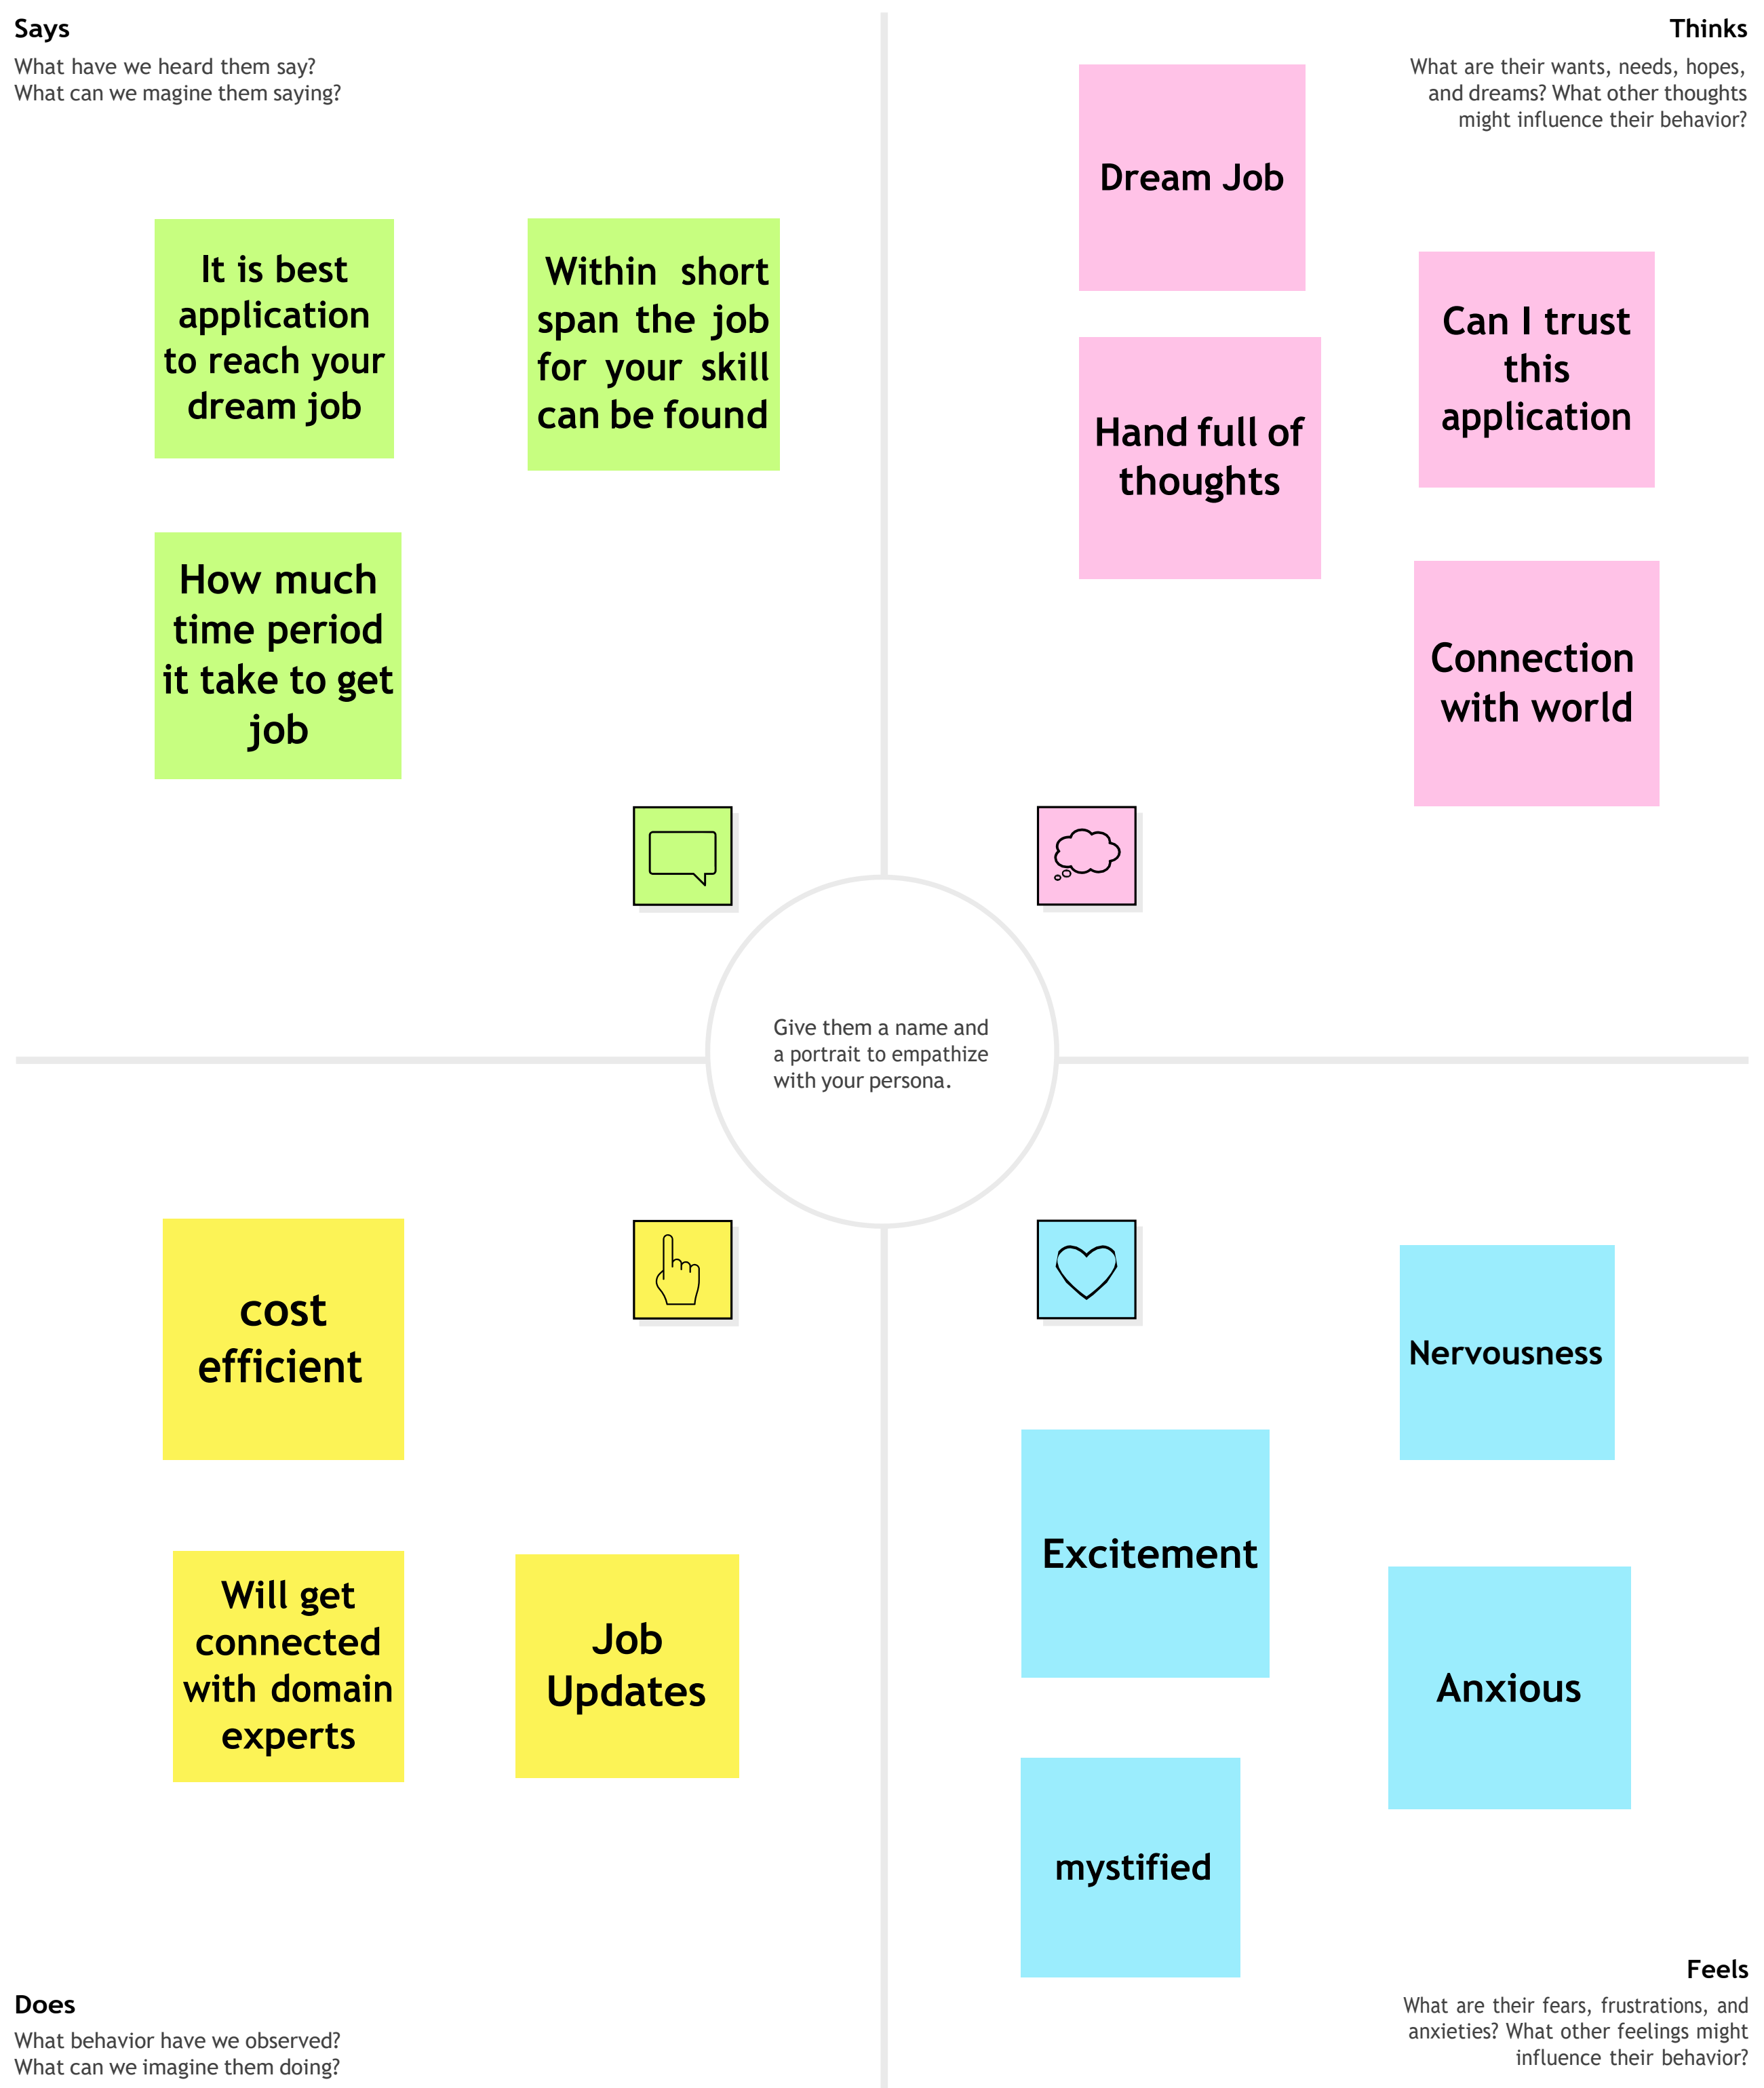 Says
What have we heard them say?
What can we magine them saying?
It is best
application
to reach your
dream job
Within short
span the job
for your skill
can be found
How much
time period
it take to get
job
Thinks
What are their wants, needs, hopes,
and dreams? What other thoughts
might influence their behavior?
Dream Job
Can I trust
this
application
Hand full of
thoughts
Connection
with world
Give them a name and
a portrait to empathize
with your persona.
cost
efficient
Will get
connected
with domain
experts
Job
Updates
Does
What behavior have we observed?
What can we imagine them doing?
Nervousness
Excitement
Anxious
mystified
Feels
What are their fears, frustrations, and
anxieties? What other feelings might
influence their behavior?